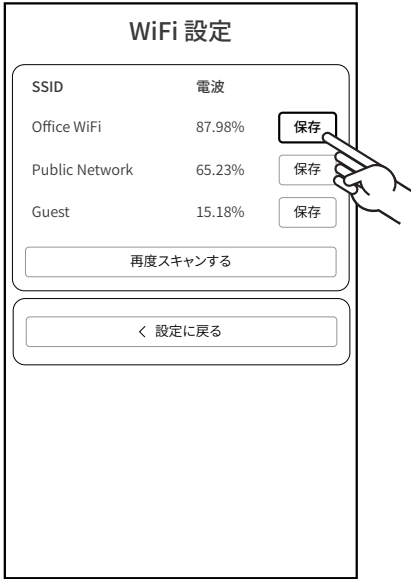 WiFi 設定
SSID 電波
Office WiFi 87.98% 保存
Public Network 65.23% 保存
Guest 15.18% 保存
再度スキャンする
< 設定に戻る